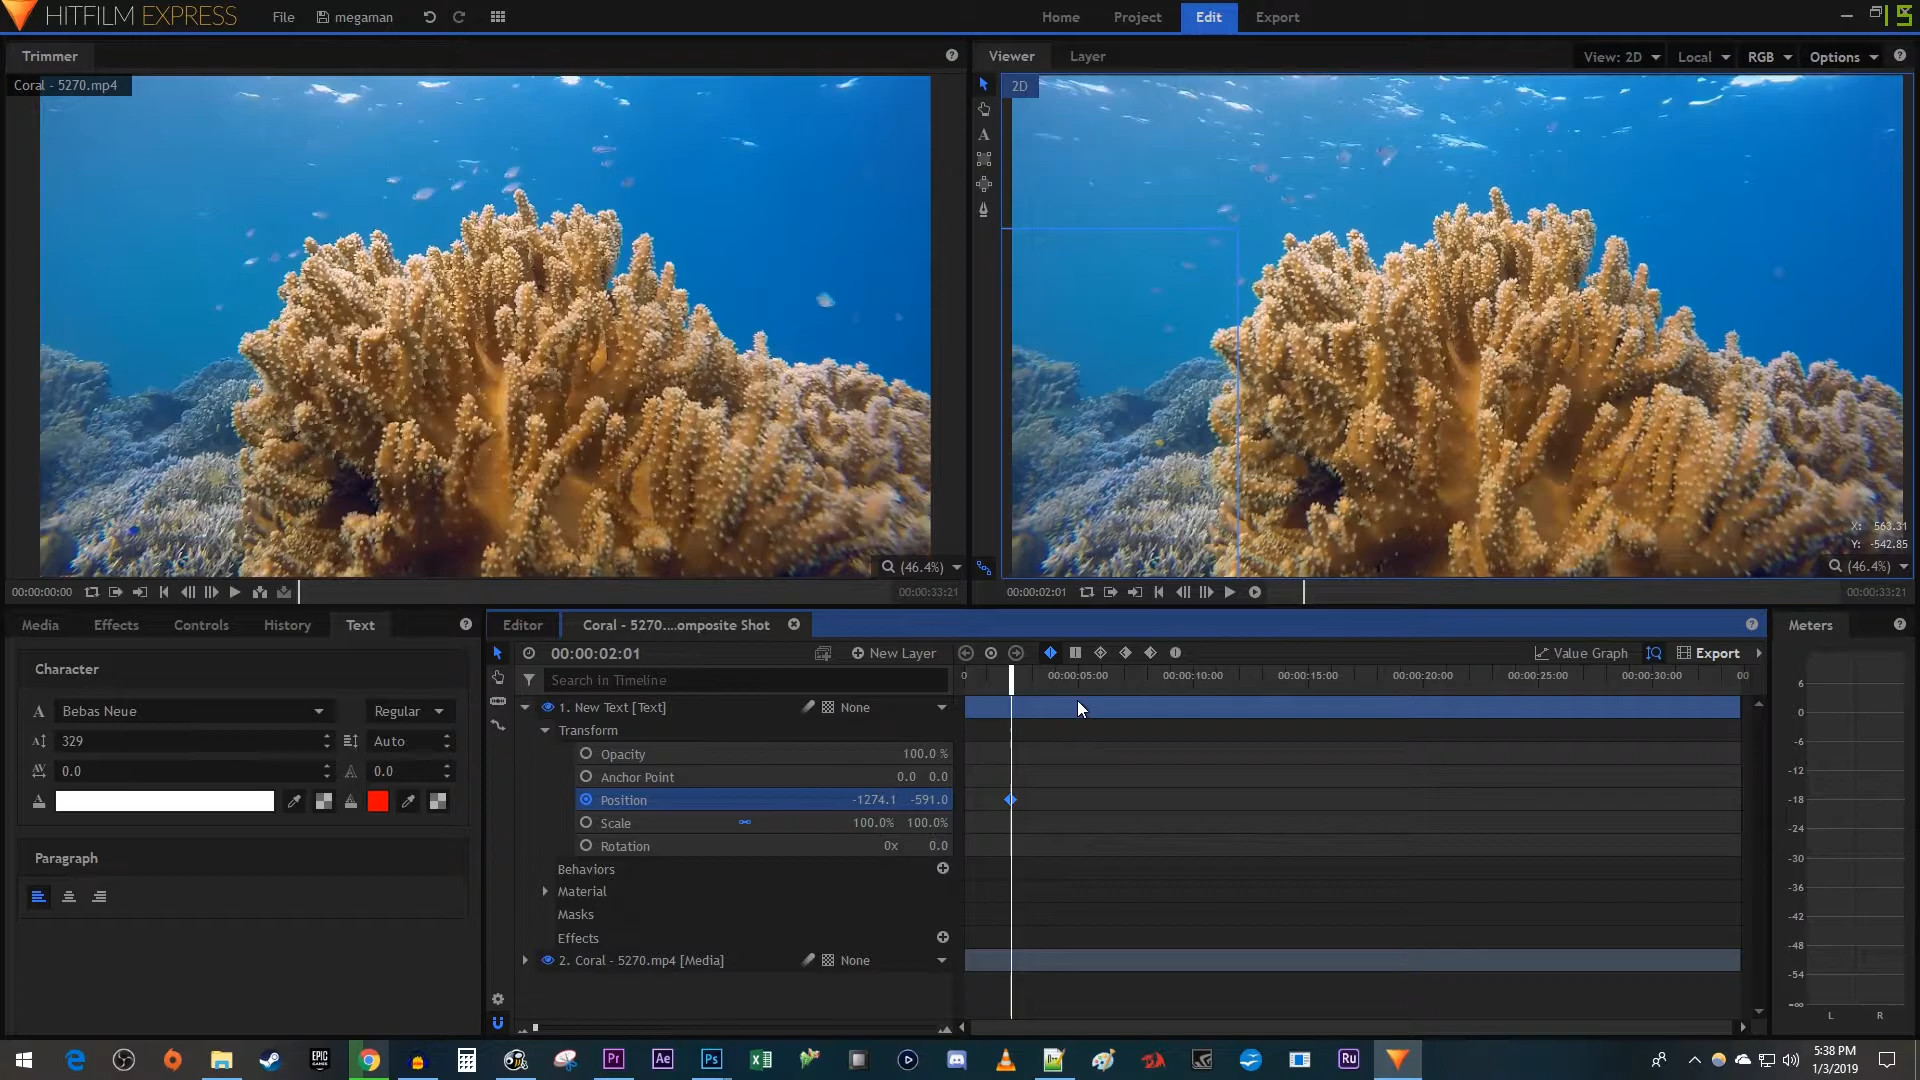 HITFILM EXPRESS
File
megaman
Home
Project
Edit
Export
Trimmer
Viewer
Layer
View: 2D
Local
RGB
Options
Coral - 5270.mp4
2D
X: 563.31
Y: -542.85
(46.4%)
(46.4%)
00:00:00:00
00:00:33:21
00:00:02:01
00:00:33:21
Media
Effects
Controls
History
Text
Editor
Coral - 5270....omposite Shot
Meters
Character
00:00:02:01
New Layer
Value Graph
Export
Search in Timeline
0
00:00:05:00
00:00:10:00
00:00:15:00
00:00:20:00
00:00:25:00
00:00:30:00
00
Bebas Neue
Regular
329
Auto
0.0
0.0
Paragraph
1. New Text [Text]
None
Transform
Opacity
100.0 %
Anchor Point
0.0 0.0
Position
-1274.1 -591.0
Scale
100.0% 100.0%
Rotation
0x 0.0
Behaviors
Material
Masks
Effects
2. Coral - 5270.mp4 [Media]
None
6
0
-6
-12
-18
-24
-30
-36
-42
-48
-54
-∞
L R
EPIC GAMES
Pr
Ae
Ps
Ru
5:38 PM
1/3/2019